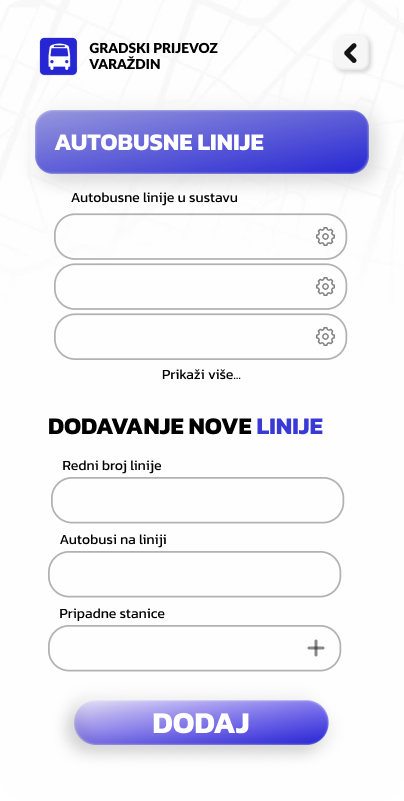 GRADSKI PRIJEVOZ
VARAŽDIN
AUTOBUSNE LINIJE
Autobusne linije u sustavu
Prikaži više...
DODAVANJE NOVE LINIJE
Redni broj linije
Autobusi na liniji
Pripadne stanice
DODAJ